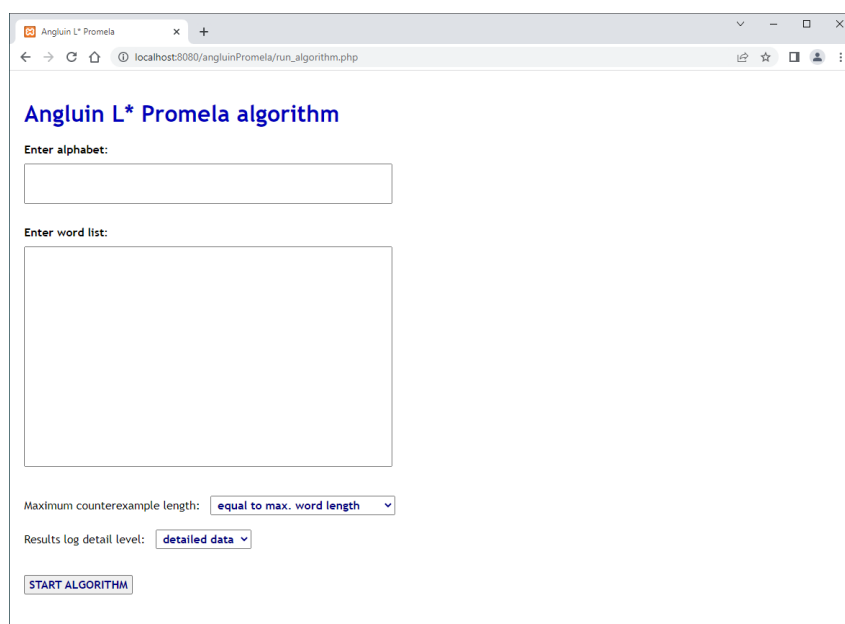 Angluin L* Promela
localhost:8080/angluinPromela/run_algorithm.php
Angluin L* Promela algorithm
Enter alphabet:
Enter word list:
Maximum counterexample length: equal to max. word length
Results log detail level: detailed data
START ALGORITHM